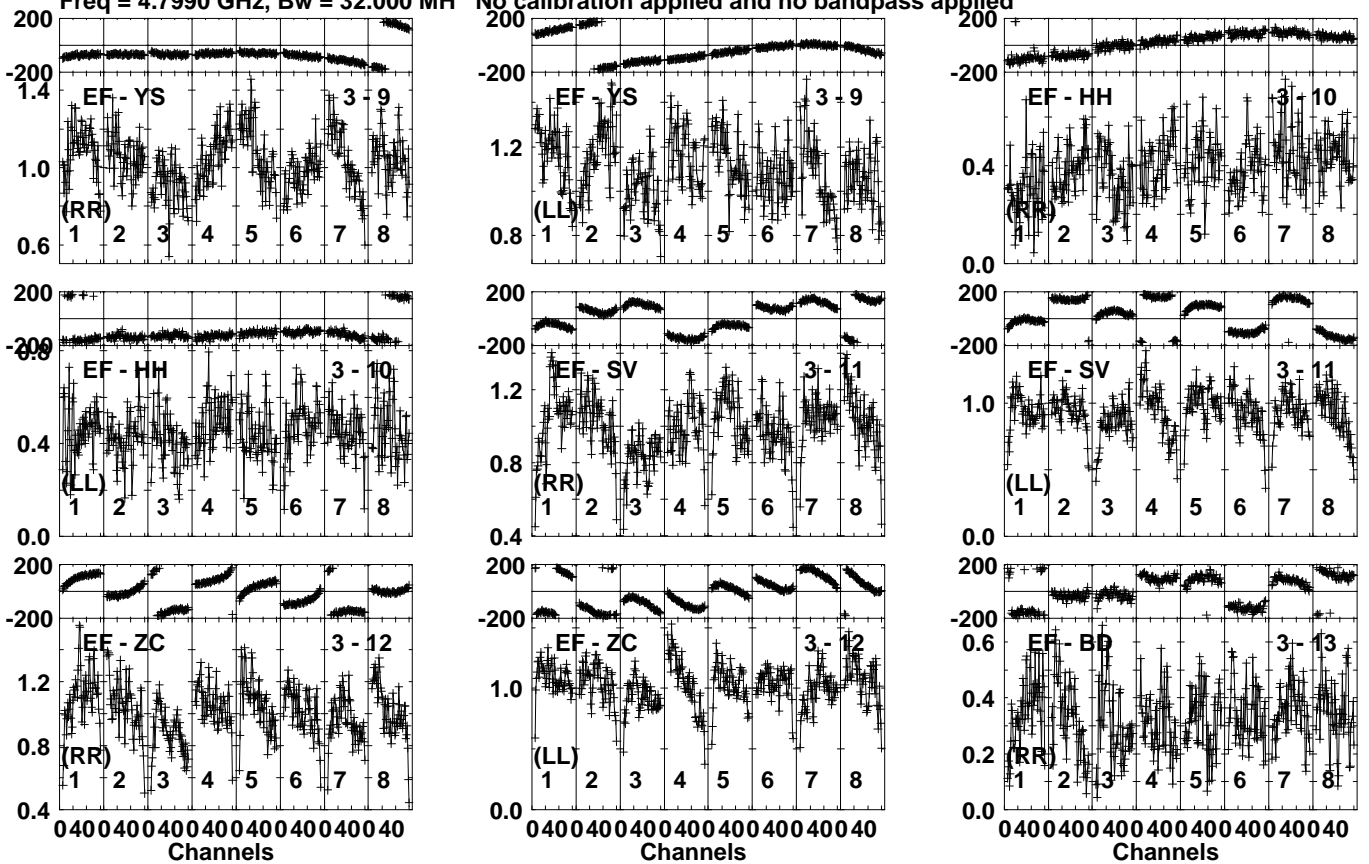 Freq = 4.7990 GHz, Bw = 32.000 MH No calibration applied and no bandpass applied
200
-200
1.4
1.0
0.6
EF - YS 3 - 9
(RR)
1 2 3 4 5 6 7 8
200
-200
1.2
0.8
EF - YS 3 - 9
(LL)
1 2 3 4 5 6 7 8
200
-200
0.4
0.0
EF - HH 3 - 10
(RR)
1 2 3 4 5 6 7 8
200
-200
0.8
0.4
0.0
EF - HH 3 - 10
(LL)
1 2 3 4 5 6 7 8
200
-200
1.2
0.8
0.4
EF - SV 3 - 11
(RR)
1 2 3 4 5 6 7 8
200
-200
1.0
0.0
EF - SV 3 - 11
(LL)
1 2 3 4 5 6 7 8
200
-200
1.2
0.8
0.4
EF - ZC 3 - 12
(RR)
1 2 3 4 5 6 7 8
0 40 0 40 0 40 0 40 0 40 0 40 0 40 0 40
Channels
200
-200
1.0
0.0
EF - ZC 3 - 12
(LL)
1 2 3 4 5 6 7 8
0 40 0 40 0 40 0 40 0 40 0 40 0 40 0 40
Channels
200
-200
0.6
0.4
0.2
0.0
EF - BD 3 - 13
(RR)
1 2 3 4 5 6 7 8
0 40 0 40 0 40 0 40 0 40 0 40 0 40 0 40
Channels